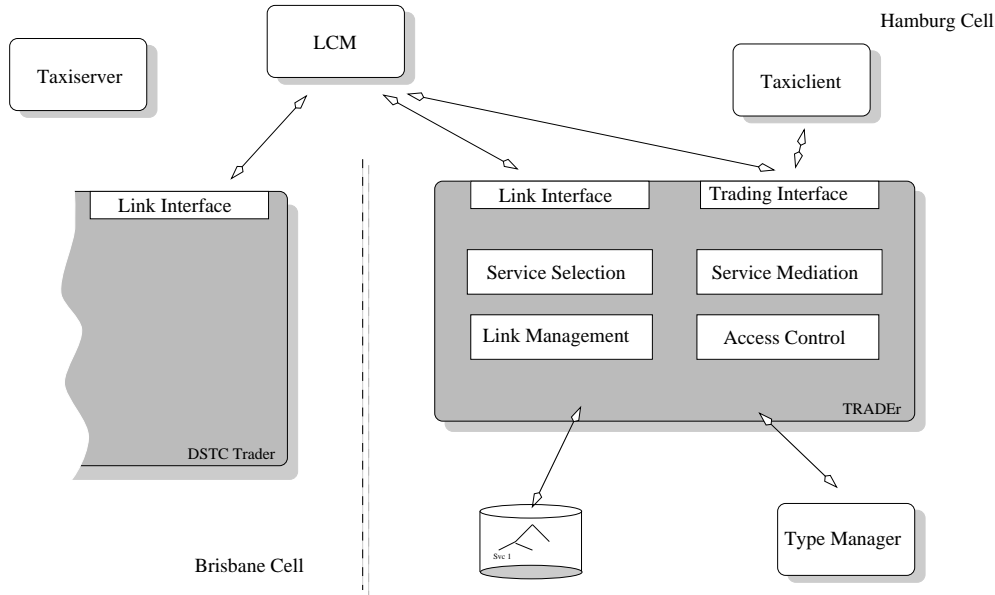 Hamburg Cell
LCM
Taxiserver
Taxiclient
Link Interface
Link Interface
Trading Interface
Service Selection
Service Mediation
Link Management
Access Control
TRADEr
DSTC Trader
Svc 1
Type Manager
Brisbane Cell